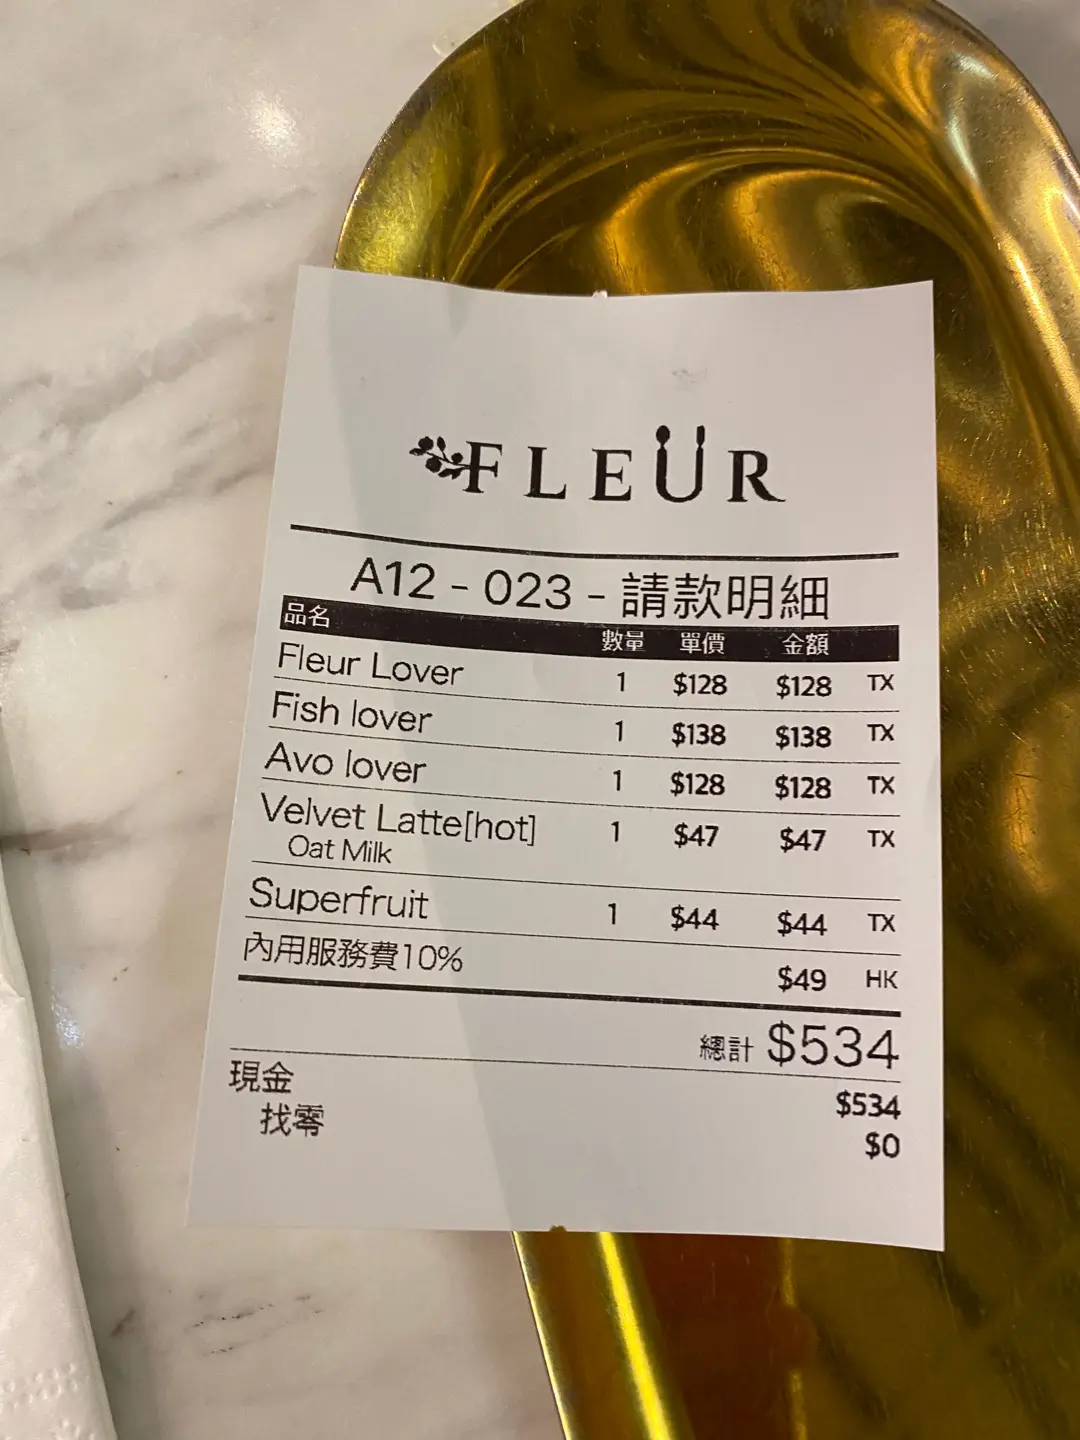 FLEUR
A12 - 023 - 請款明細
品名 數量 單價 金額
Fleur Lover 1 $128 $128 TX
Fish lover 1 $138 $138 TX
Avo lover 1 $128 $128 TX
Velvet Latte[hot] 1 $47 $47 TX
Oat Milk
Superfruit 1 $44 $44 TX
內用服務費10% $49 HK
總計 $534
現金 $534
找零 $0